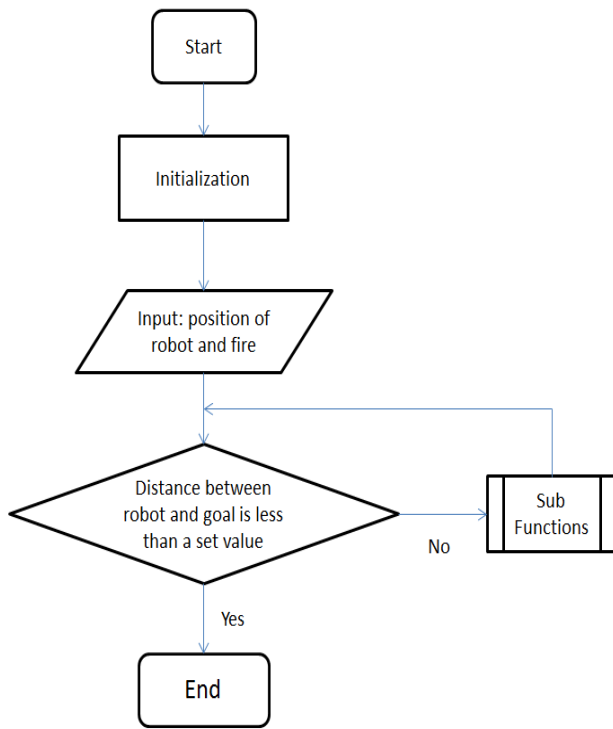 Start
Initialization
Input: position of
robot and fire
Distance between
robot and goal is less
than a set value
No
Sub
Functions
Yes
End